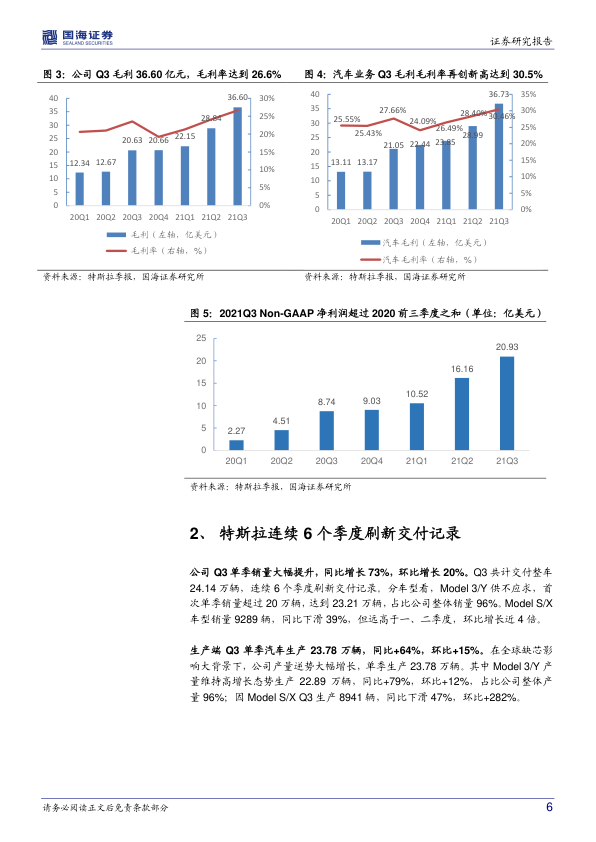 国海证券
SEALAND SECURITIES
证券研究报告
图 3：公司 Q3 毛利 36.60 亿元，毛利率达到 26.6%
40
35
30
25
20
15
10
5
0
30%
25%
20%
15%
10%
5%
0%
12.34 12.67 20.63 20.66 22.15 28.84 36.60
20Q1 20Q2 20Q3 20Q4 21Q1 21Q2 21Q3
毛利（左轴，亿美元）
毛利率（右轴，%）
资料来源：特斯拉季报，国海证券研究所
图 4：汽车业务 Q3 毛利毛利率再创新高达到 30.5%
40
35
30
25
20
15
10
5
0
35%
30%
25%
20%
15%
10%
5%
0%
25.55% 25.43% 27.66% 24.09% 26.49% 28.40% 30.46%
13.11 13.17 21.05 22.44 23.85 28.99 36.73
20Q1 20Q2 20Q3 20Q4 21Q1 21Q2 21Q3
汽车毛利（左轴，亿美元）
汽车毛利率（右轴，%）
资料来源：特斯拉季报，国海证券研究所
图 5：2021Q3 Non-GAAP 净利润超过 2020 前三季度之和（单位：亿美元）
25
20
15
10
5
0
2.27 4.51 8.74 9.03 10.52 16.16 20.93
20Q1 20Q2 20Q3 20Q4 21Q1 21Q2 21Q3
资料来源：特斯拉季报，国海证券研究所
2、 特斯拉连续 6 个季度刷新交付记录
公司 Q3 单季销量大幅提升，同比增长 73%，环比增长 20%。Q3 共计交付整车
24.14 万辆，连续 6 个季度刷新交付记录。分车型看，Model 3/Y 供不应求，首
次单季销量超过 20 万辆，达到 23.21 万辆，占比公司整体销量 96%。Model S/X
车型销量 9289 辆，同比下滑 39%，但远高于一、二季度，环比增长近 4 倍。
生产端 Q3 单季汽车生产 23.78 万辆，同比+64%，环比+15%。在全球缺芯影
响大背景下，公司产量逆势大幅增长，单季生产 23.78 万辆。其中 Model 3/Y 产
量维持高增长态势生产 22.89 万辆，同比+79%，环比+12%，占比公司整体产
量 96%；因 Model S/X Q3 生产 8941 辆，同比下滑 47%，环比+282%。
请务必阅读正文后免责条款部分
6